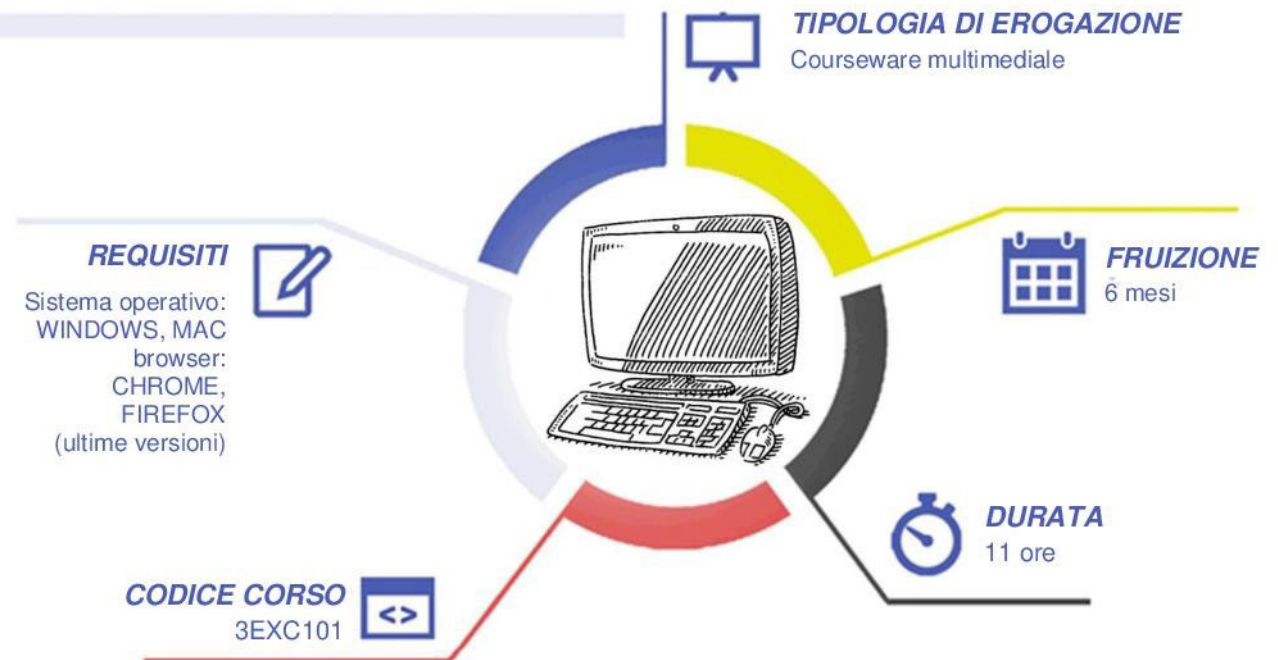 TIPOLOGIA DI EROGAZIONE
Courseware multimediale
REQUISITI
Sistema operativo:
WINDOWS, MAC
browser:
CHROME,
FIREFOX
(ultime versioni)
FRUIZIONE
6 mesi
DURATA
11 ore
CODICE CORSO
3EXC101
<>